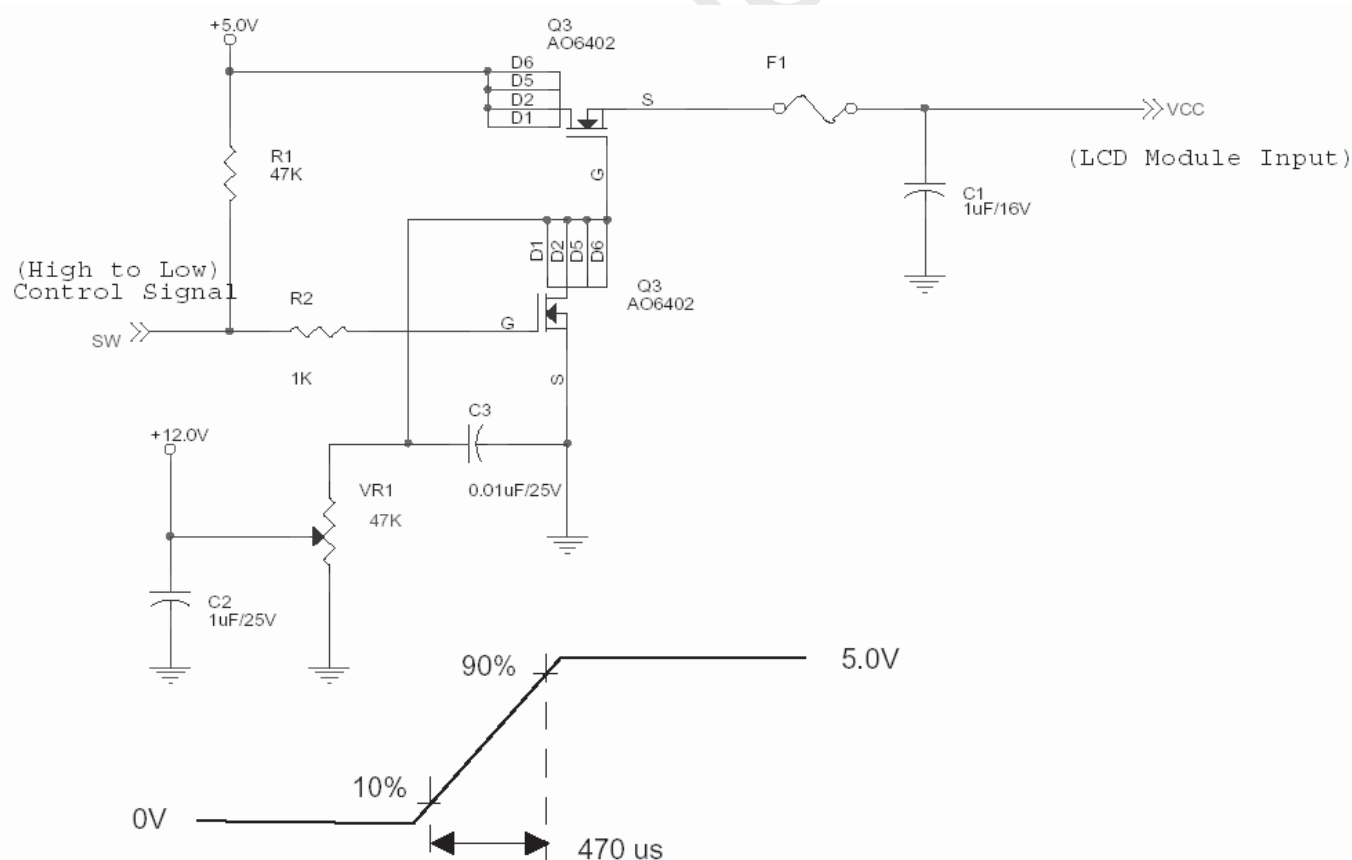 +5.0V
Q3
AO6402
D6
D5
D2
D1
S
F1
VCC
(LCD Module Input)
R1
47K
G
C1
1uF/16V
D1
D2
D5
D6
(High to Low)
Control Signal
Q3
AO6402
R2
G
SW
1K
S
C3
+12.0V
0.01uF/25V
VR1
47K
C2
1uF/25V
90%
5.0V
10%
0V
470 us